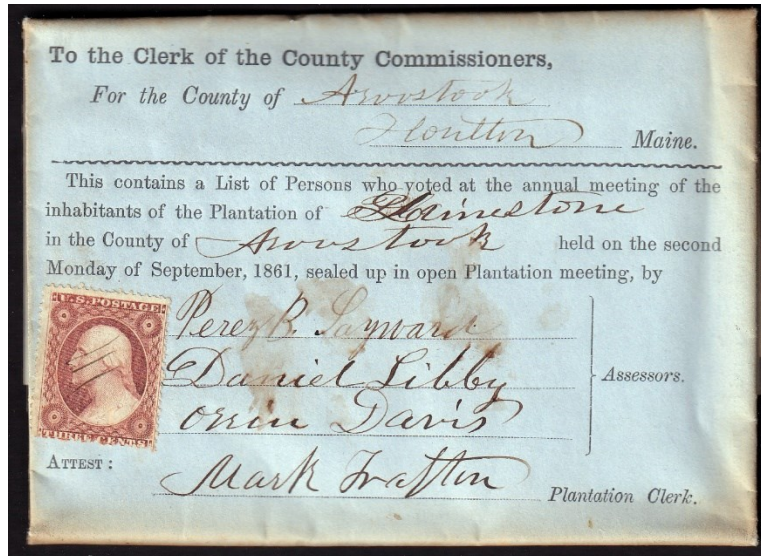 To the Clerk of the County Commissioners,
For the County of Aroostook
Houlton Maine.
This contains a List of Persons who voted at the annual meeting of the
inhabitants of the Plantation of
in the County of Aroostook held on the second
Monday of September, 1861, sealed up in open Plantation meeting, by
U.S. POSTAGE
THREE CENTS
Perez B. Sayward
Daniel Libby
Orrin Davis
Assessors.
ATTEST:
Mark Trafton
Plantation Clerk.